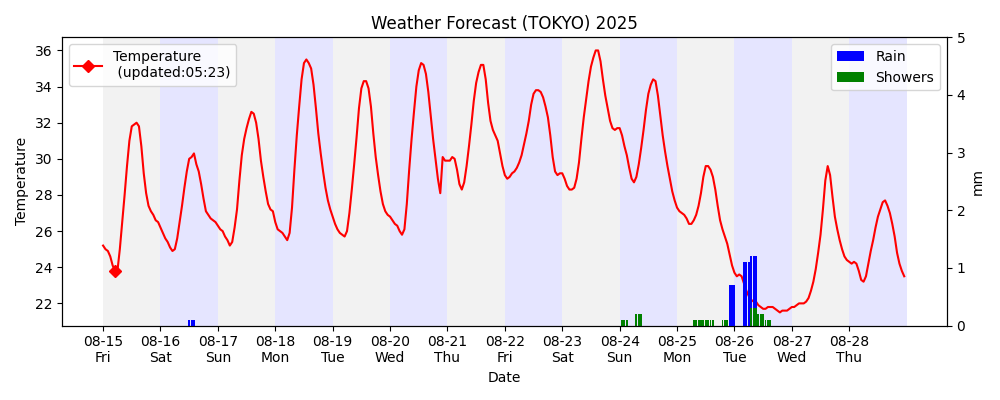 Weather Forecast (TOKYO) 2025
Temperature
(updated:05:23)
Rain
Showers
36
34
32
30
28
26
24
22
Temperature
5
4
3
2
1
0
mm
08-15 08-16 08-17 08-18 08-19 08-20 08-21 08-22 08-23 08-24 08-25 08-26 08-27 08-28
Fri Sat Sun Mon Tue Wed Thu Fri Sat Sun Mon Tue Wed Thu
Date